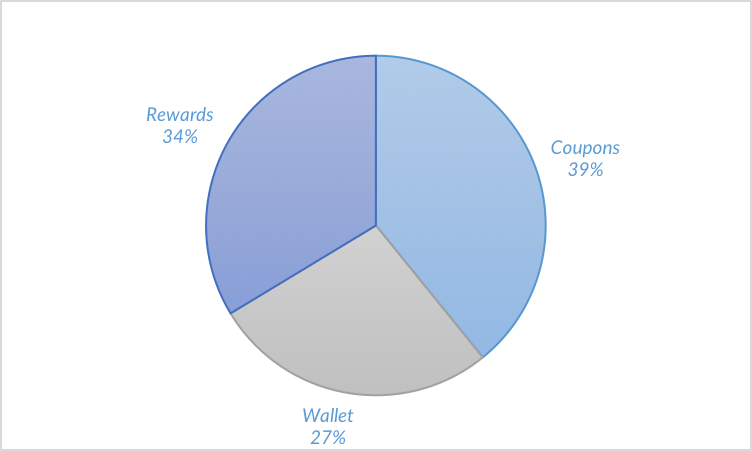 Rewards
34%
Coupons
39%
Wallet
27%